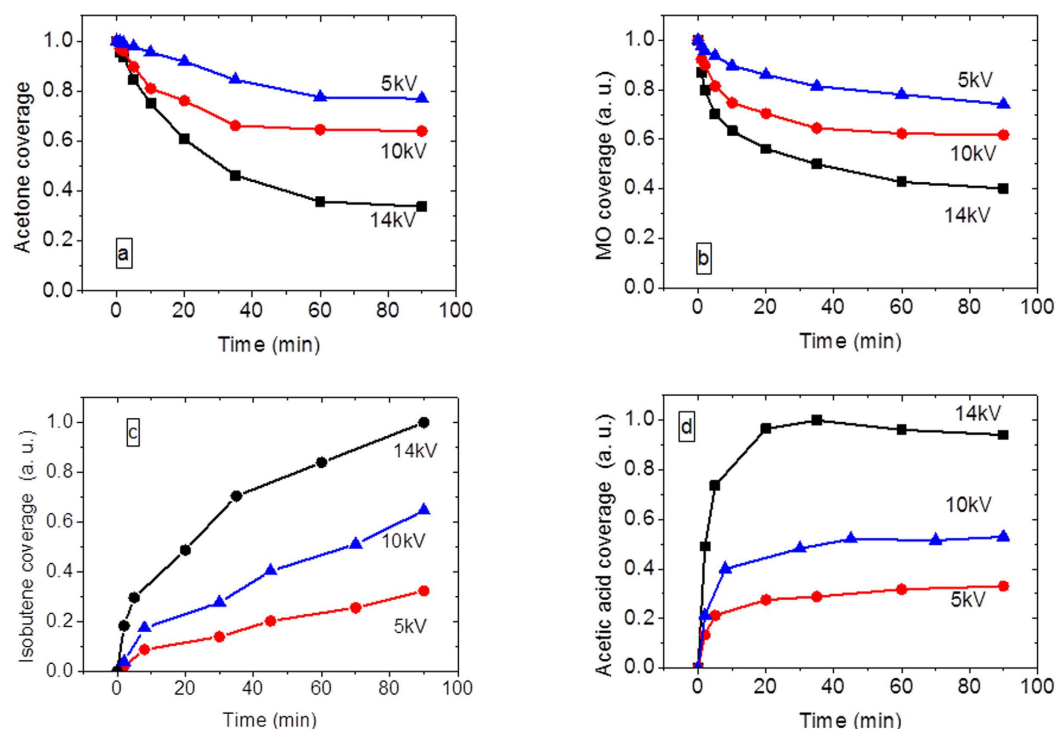 Acetone coverage
1.0
0.8
0.6
0.4
0.2
0.0
5kV
10kV
14kV
a
0 20 40 60 80 100
Time (min)
MO coverage (a. u.)
1.0
0.8
0.6
0.4
0.2
0.0
5kV
10kV
14kV
b
0 20 40 60 80 100
Time (min)
Isobutene coverage (a. u.)
1.0
0.8
0.6
0.4
0.2
0.0
c
14kV
10kV
5kV
0 20 40 60 80 100
Time (min)
Acetic acid coverage (a. u.)
1.0
0.8
0.6
0.4
0.2
0.0
d
14kV
10kV
5kV
0 20 40 60 80 100
Time (min)